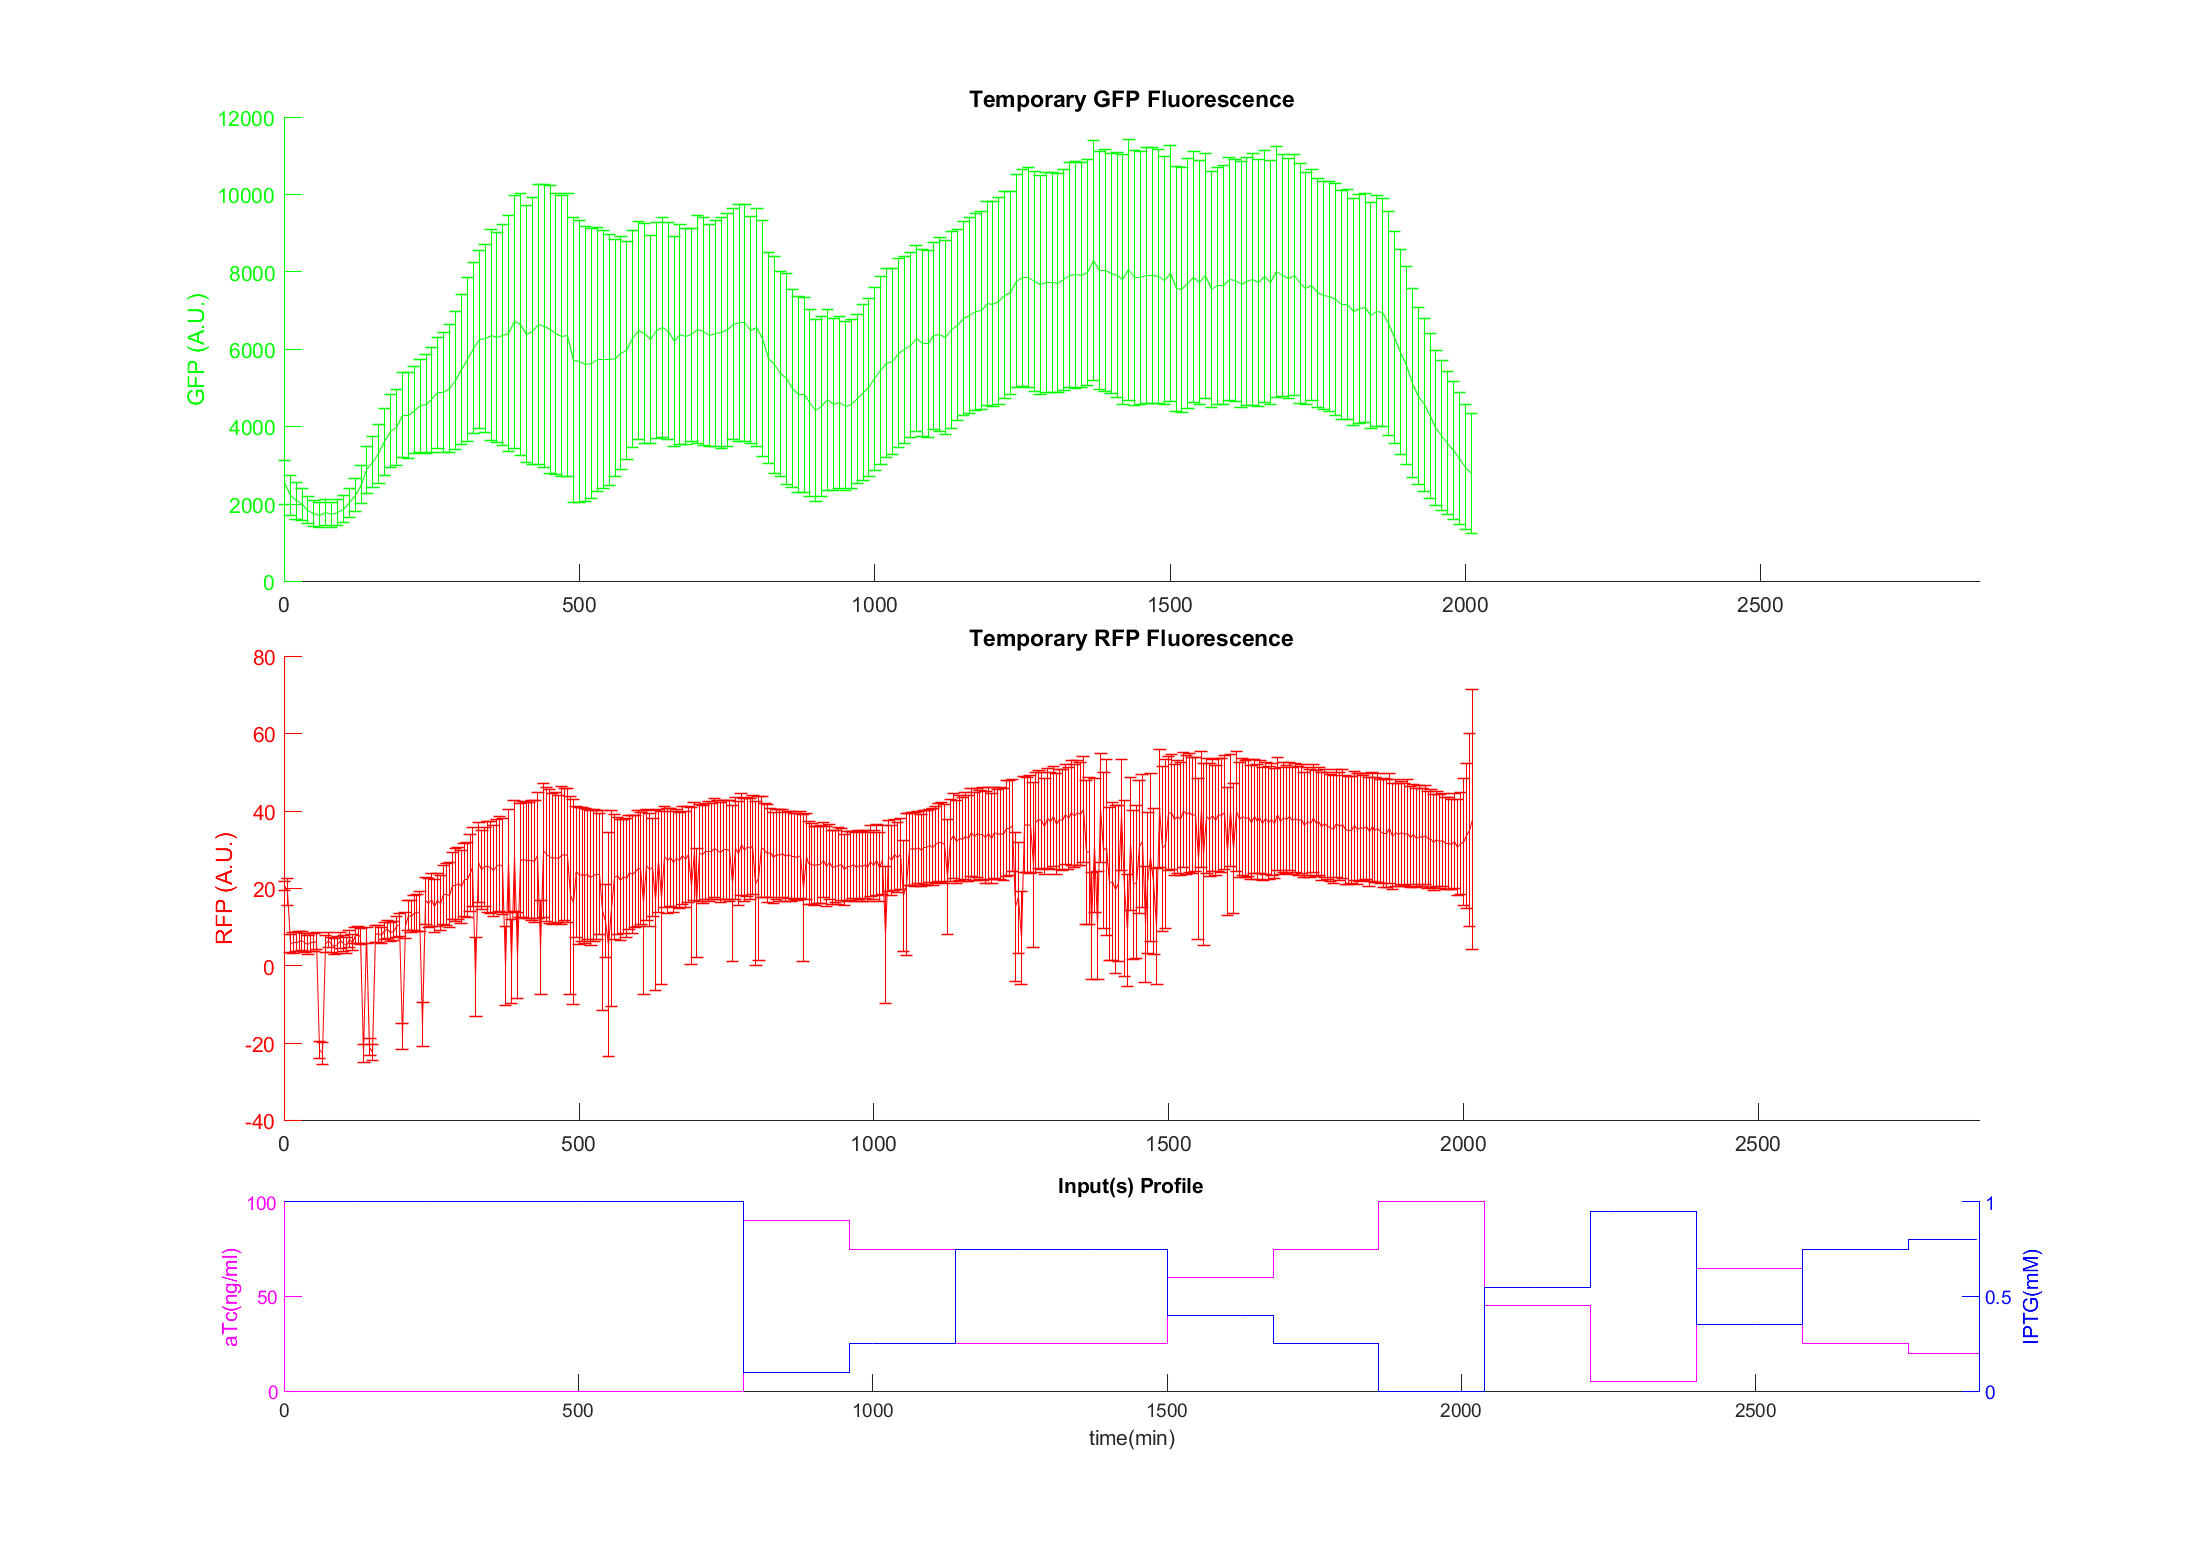 Temporary GFP Fluorescence
12000
10000
8000
6000
4000
2000
0
GFP (A.U.)
0 500 1000 1500 2000 2500
Temporary RFP Fluorescence
80
60
40
20
0
-20
-40
RFP (A.U.)
0 500 1000 1500 2000 2500
Input(s) Profile
100
50
0
aTc(ng/ml)
1
0.5
0
IPTG(mM)
0 500 1000 1500 2000 2500
time(min)